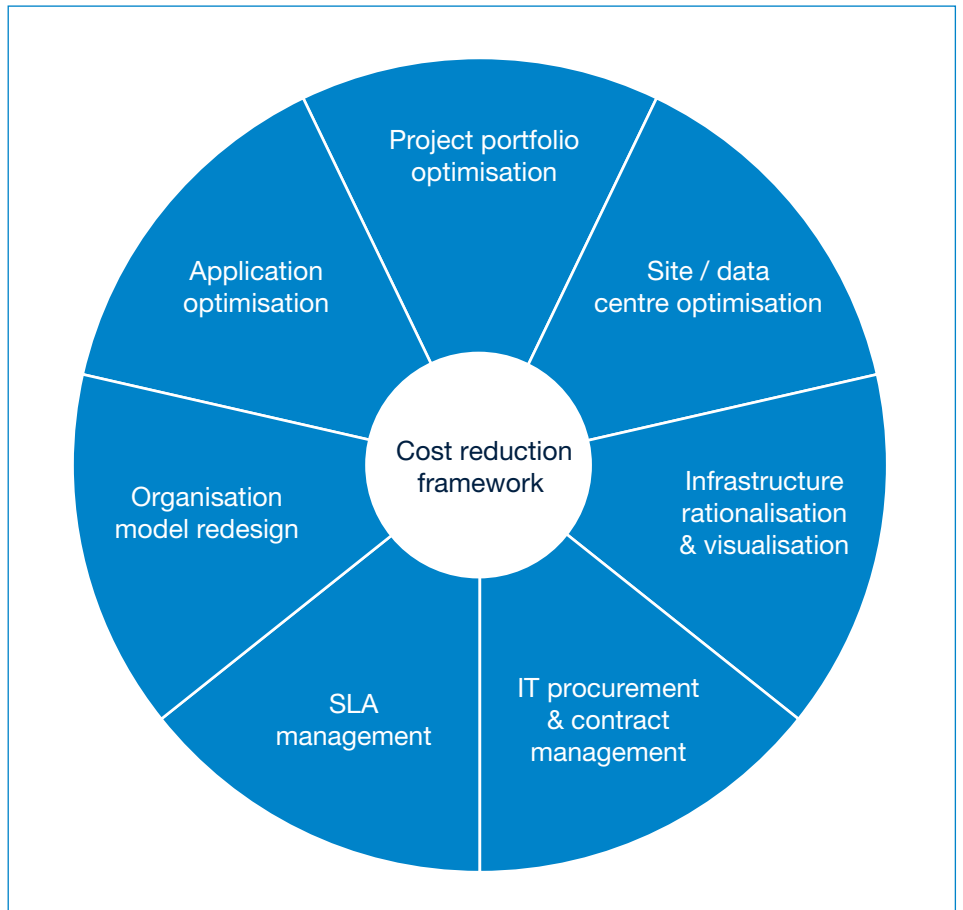 Project portfolio
optimisation
Site / data
centre optimisation
Infrastructure
rationalisation
& visualisation
IT procurement
& contract
management
SLA
management
Organisation
model redesign
Application
optimisation
Cost reduction
framework